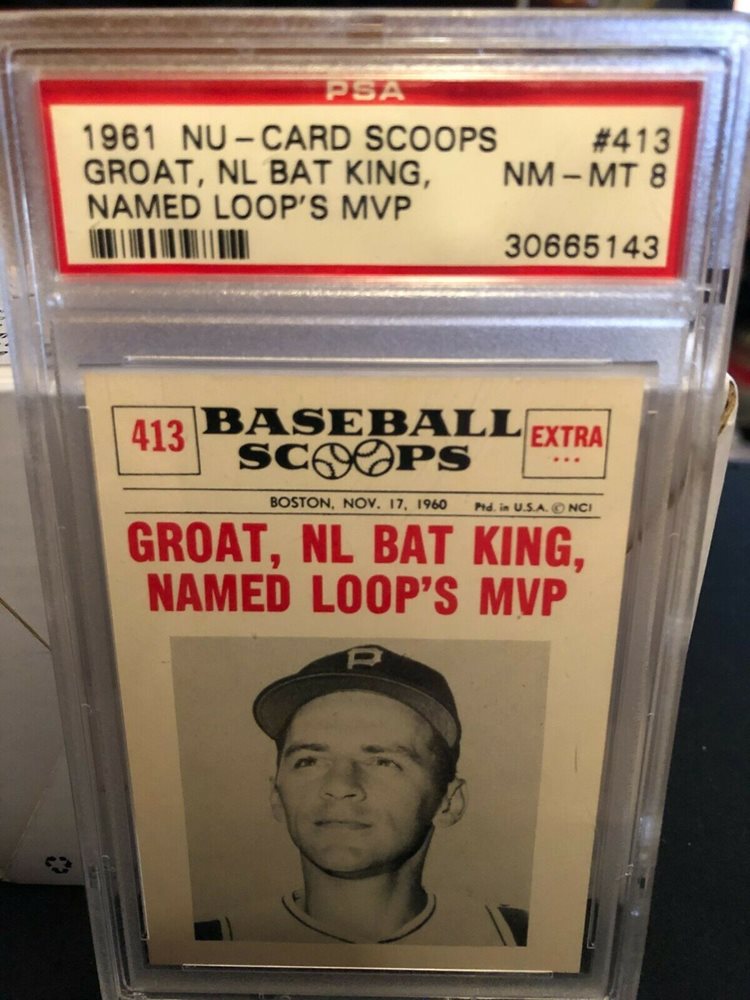 PSA
1961 NU-CARD SCOOPS #413
GROAT, NL BAT KING, NM-MT 8
NAMED LOOP'S MVP
30665143
413 BASEBALL EXTRA
SCOOPS ...
BOSTON, NOV. 17, 1960 Ptd. in U.S.A. © NCI
GROAT, NL BAT KING,
NAMED LOOP'S MVP
P